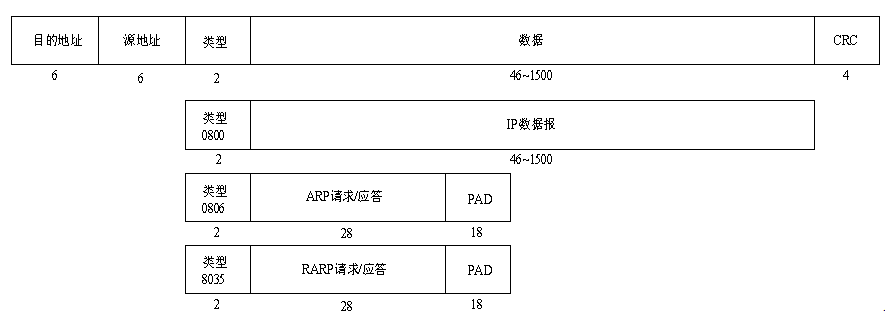 目的地址 源地址 类型 数据 CRC
6 6 2 46~1500 4
类型
0800 IP数据报
2 46~1500
类型
0806 ARP请求/应答 PAD
2 28 18
类型
8035 RARP请求/应答 PAD
2 28 18